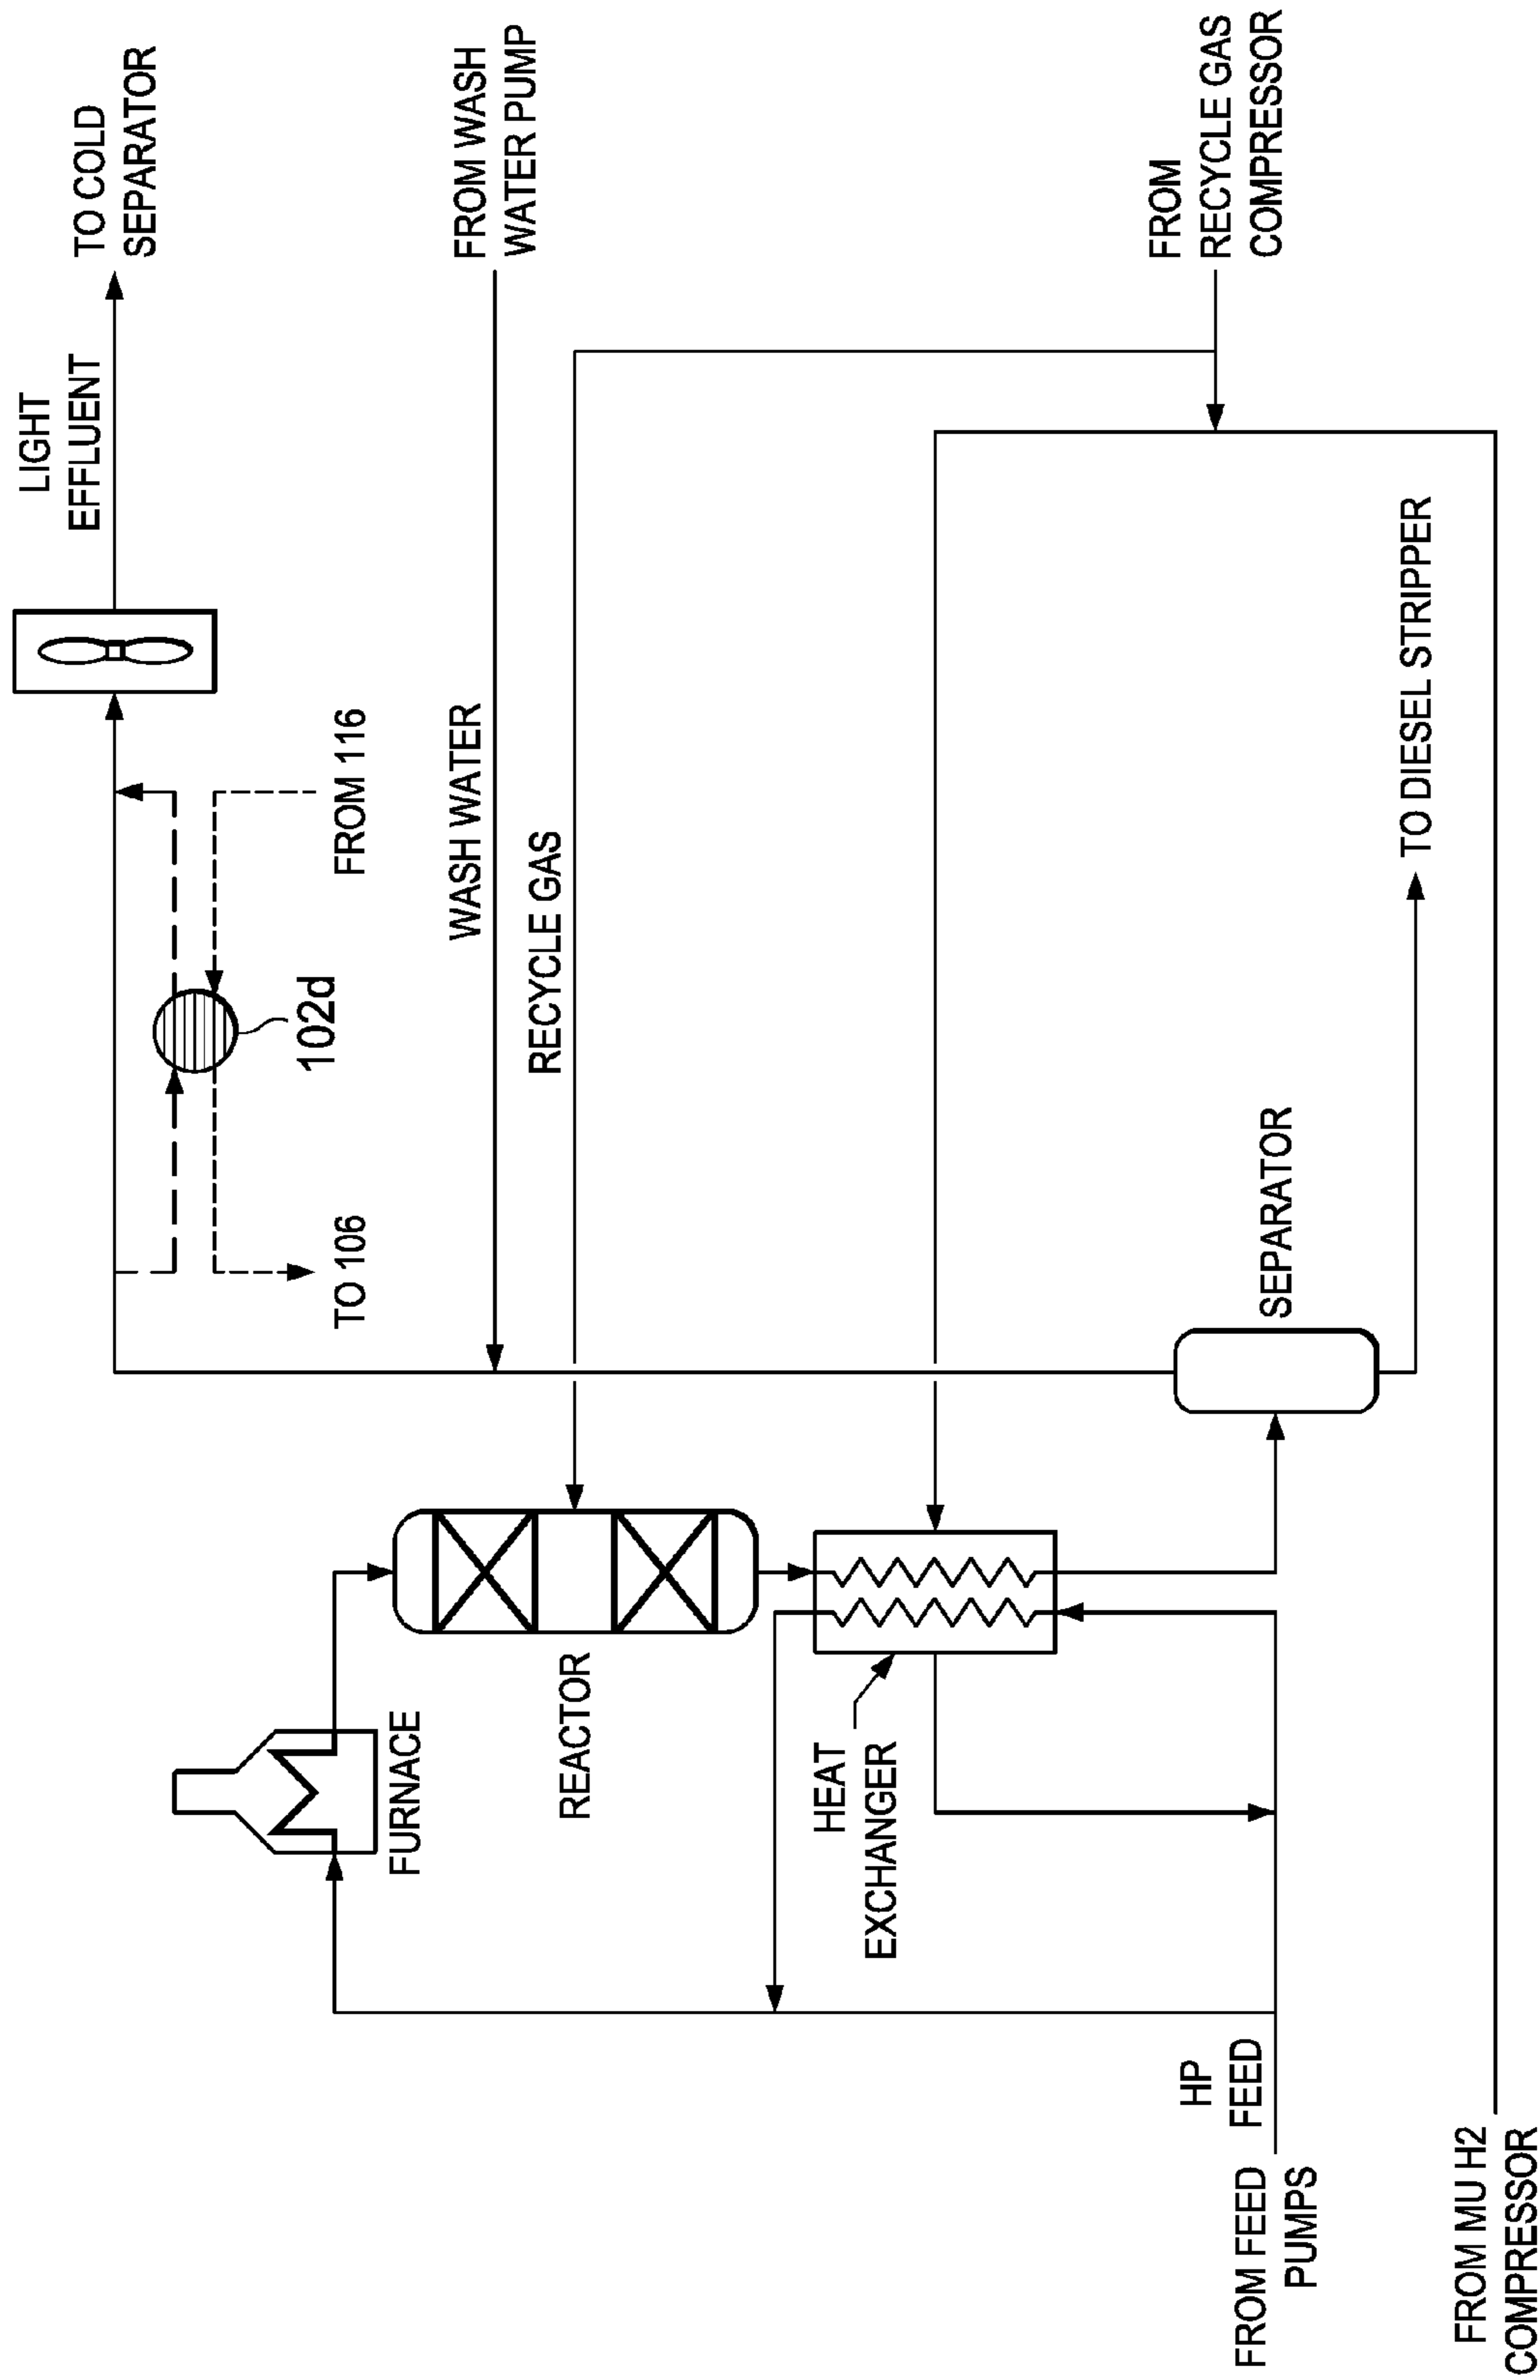 LIGHT
EFFLUENT
TO COLD
SEPARATOR
FROM 116
102d
TO 106
WASH WATER
FROM WASH
WATER PUMP
RECYCLE GAS
FROM
RECYCLE GAS
COMPRESSOR
FURNACE
REACTOR
HEAT
EXCHANGER
SEPARATOR
TO DIESEL STRIPPER
HP
FEED
FROM FEED
PUMPS
FROM MU H2
COMPRESSOR